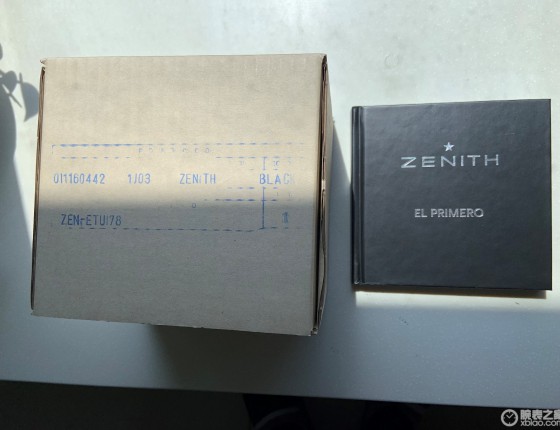 011160442 1/03 ZENITH BLACK
ZEN-ETUI78
ZENITH
EL PRIMERO
腕表之家
xbiao.com